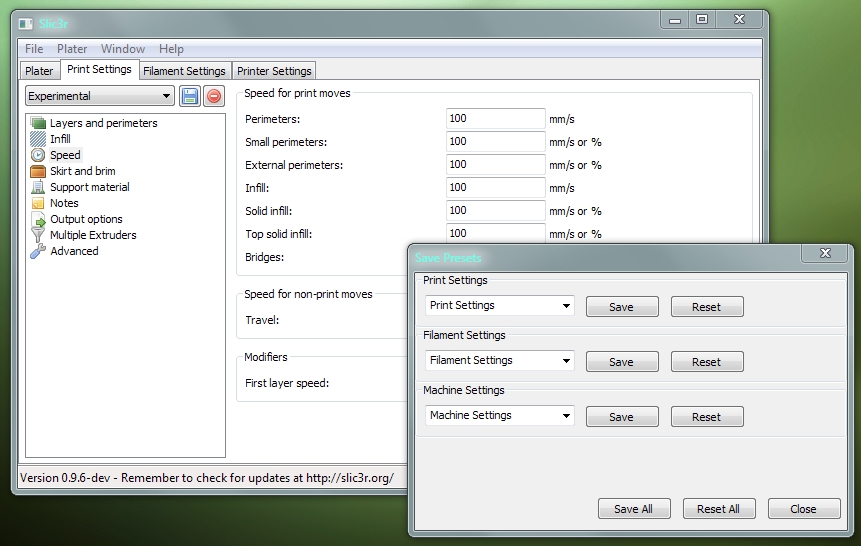 Slic3r
File Plater Window Help
Plater Print Settings Filament Settings Printer Settings
Experimental
Layers and perimeters
Infill
Speed
Skirt and brim
Support material
Notes
Output options
Multiple Extruders
Advanced
Speed for print moves
Perimeters: 100 mm/s
Small perimeters: 100 mm/s or %
External perimeters: 100 mm/s or %
Infill: 100 mm/s
Solid infill: 100 mm/s or %
Top solid infill: 100 mm/s or %
Bridges:
Speed for non-print moves
Travel:
Modifiers
First layer speed:
Version 0.9.6-dev - Remember to check for updates at http://slic3r.org/
Save Presets
Print Settings
Print Settings Save Reset
Filament Settings
Filament Settings Save Reset
Machine Settings
Machine Settings Save Reset
Save All Reset All Close